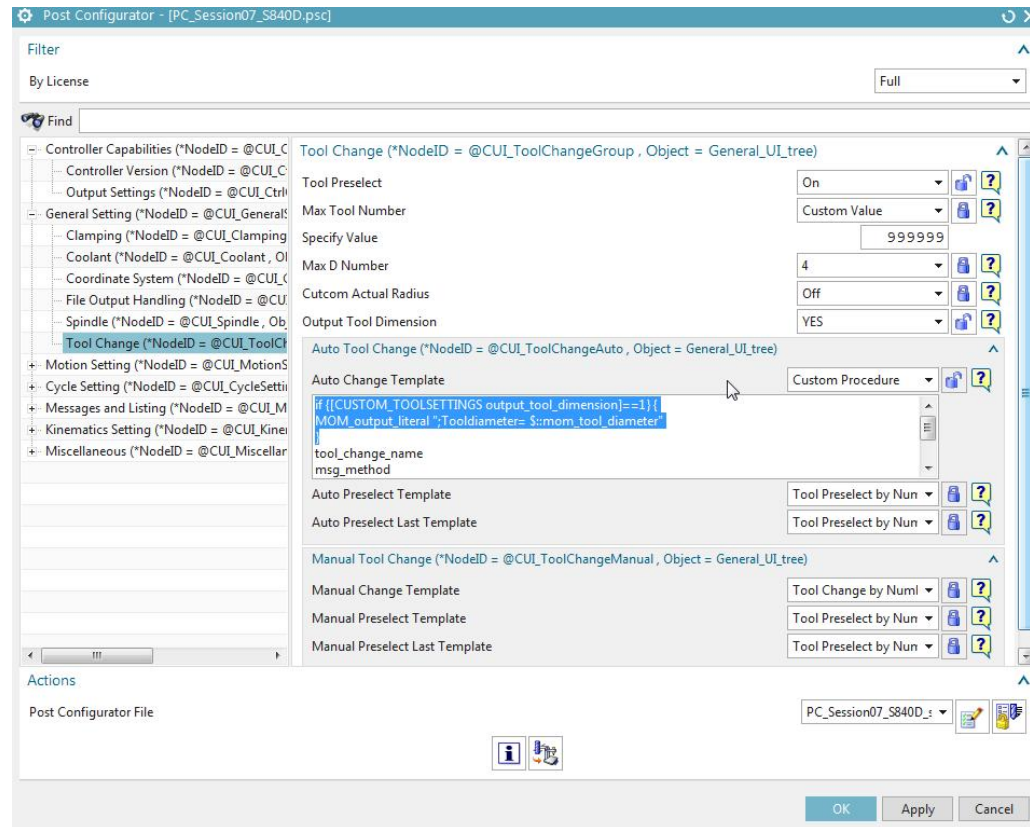 Post Configurator - [PC_Session07_S840D.psc]
Filter
By License
Full
Find
Controller Capabilities (*NodeID = @CUI_C
Controller Version (*NodeID = @CUI_C
Output Settings (*NodeID = @CUI_Ctrl
General Setting (*NodeID = @CUI_GeneralS
Clamping (*NodeID = @CUI_Clamping
Coolant (*NodeID = @CUI_Coolant , Ol
Coordinate System (*NodeID = @CUI_C
File Output Handling (*NodeID = @CU
Spindle (*NodeID = @CUI_Spindle , Ob
Tool Change (*NodeID = @CUI_ToolCh
Motion Setting (*NodeID = @CUI_MotionS
Cycle Setting (*NodeID = @CUI_CycleSetti
Messages and Listing (*NodeID = @CUI_M
Kinematics Setting (*NodeID = @CUI_Kine
Miscellaneous (*NodeID = @CUI_Miscellar
Tool Change (*NodeID = @CUI_ToolChangeGroup , Object = General_UI_tree)
Tool Preselect On
Max Tool Number Custom Value
Specify Value 999999
Max D Number 4
Cutcom Actual Radius Off
Output Tool Dimension YES
Auto Tool Change (*NodeID = @CUI_ToolChangeAuto , Object = General_UI_tree)
Auto Change Template Custom Procedure
if {[CUSTOM_TOOLSETTINGS output_tool_dimension]==1}{
MOM_output_literal ";Tooldiameter= $::mom_tool_diameter"
}
tool_change_name
msg_method
Auto Preselect Template Tool Preselect by Nun
Auto Preselect Last Template Tool Preselect by Nun
Manual Tool Change (*NodeID = @CUI_ToolChangeManual , Object = General_UI_tree)
Manual Change Template Tool Change by Numl
Manual Preselect Template Tool Preselect by Nun
Manual Preselect Last Template Tool Preselect by Nun
Actions
Post Configurator File PC_Session07_S840D_s
OK Apply Cancel